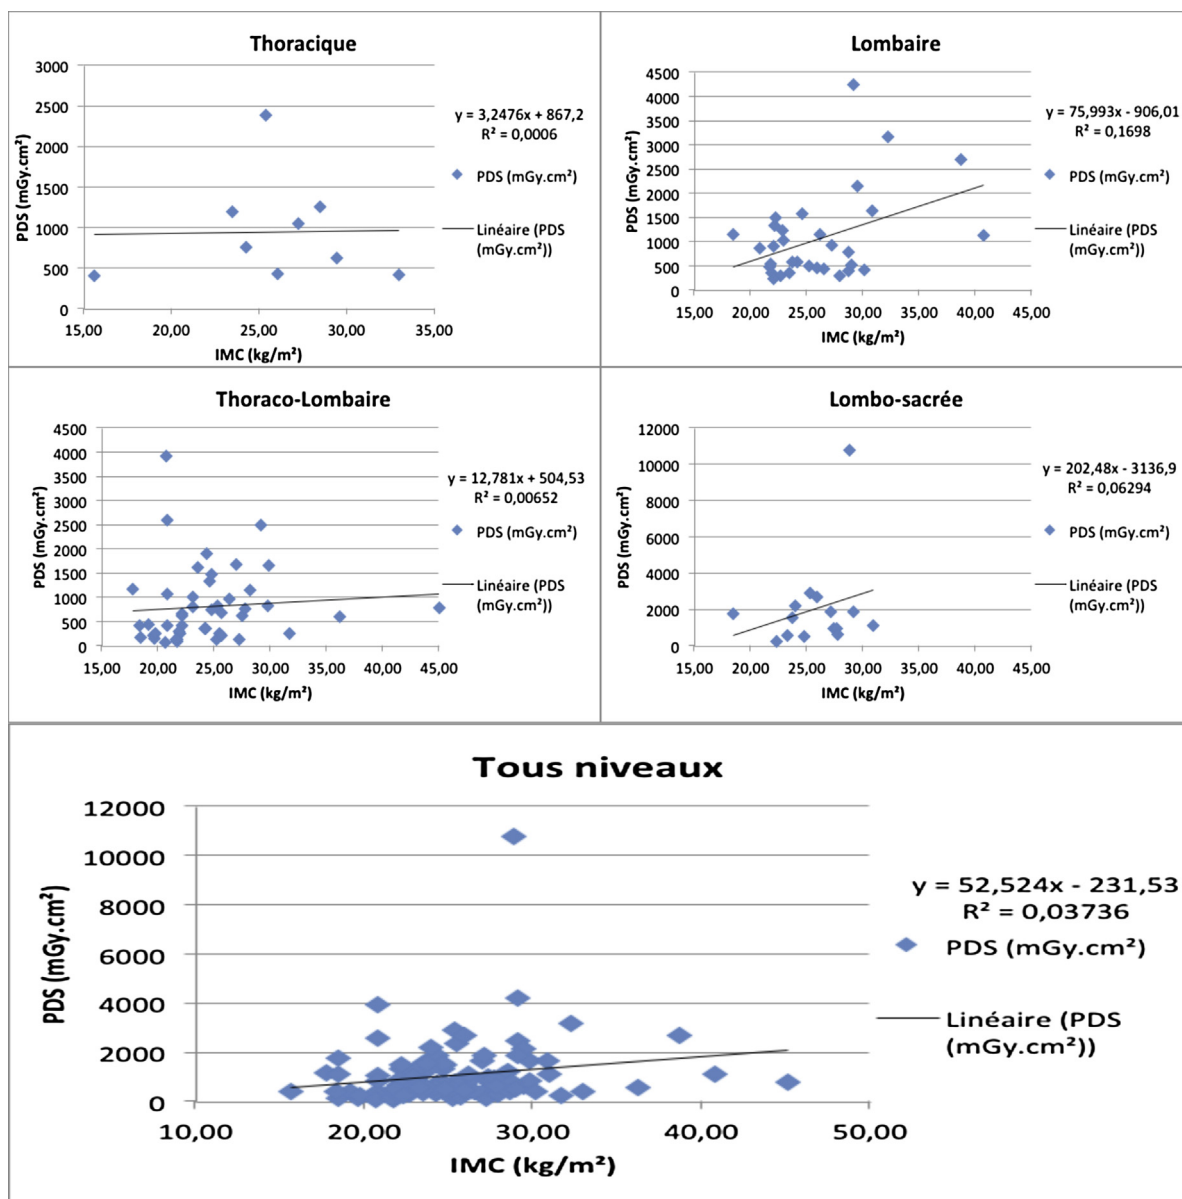 Thoracique
3000
2500
2000
1500
1000
500
0
PDS (mGy.cm²)
15,00 20,00 25,00 30,00 35,00
IMC (kg/m²)
y = 3,2476x + 867,2
R² = 0,0006
PDS (mGy.cm²)
Linéaire (PDS
(mGy.cm²))
Lombaire
4500
4000
3500
3000
2500
2000
1500
1000
500
0
PDS (mGy.cm²)
15,00 20,00 25,00 30,00 35,00 40,00 45,00
IMC (kg/m²)
y = 75,993x - 906,01
R² = 0,1698
PDS (mGy.cm²)
Linéaire (PDS
(mGy.cm²))
Thoraco-Lombaire
4500
4000
3500
3000
2500
2000
1500
1000
500
0
PDS (mGy.cm²)
15,00 20,00 25,00 30,00 35,00 40,00 45,00
IMC (kg/m²)
y = 12,781x + 504,53
R² = 0,00652
PDS (mGy.cm²)
Linéaire (PDS
(mGy.cm²))
Lombo-sacrée
12000
10000
8000
6000
4000
2000
0
PDS (mGy.cm²)
15,00 20,00 25,00 30,00 35,00 40,00 45,00
IMC (kg/m²)
y = 202,48x - 3136,9
R² = 0,06294
PDS (mGy.cm²)
Linéaire (PDS
(mGy.cm²))
Tous niveaux
12000
10000
8000
6000
4000
2000
0
PDS (mGy.cm²)
10,00 20,00 30,00 40,00 50,00
IMC (kg/m²)
y = 52,524x - 231,53
R² = 0,03736
PDS (mGy.cm²)
Linéaire (PDS
(mGy.cm²))